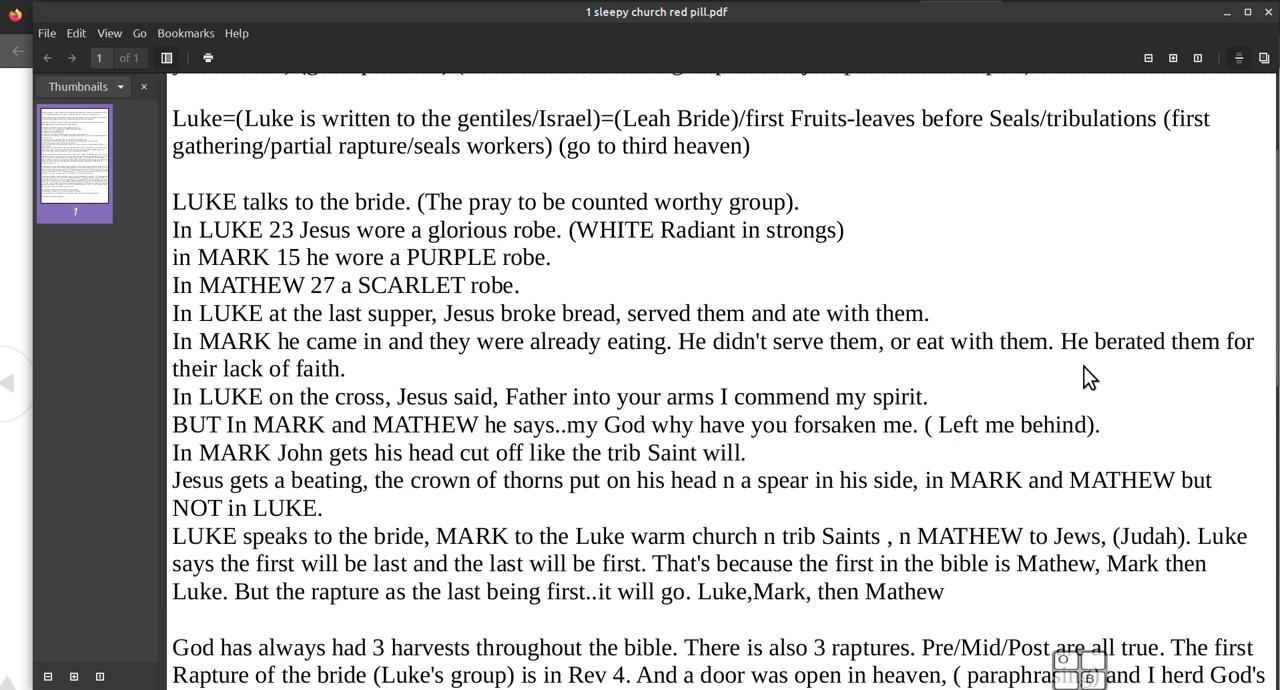 1 sleepy church red pill.pdf
File Edit View Go Bookmarks Help
1 of 1
Thumbnails
1
Luke=(Luke is written to the gentiles/Israel)=(Leah Bride)/first Fruits-leaves before Seals/tribulations (first
gathering/partial rapture/seals workers) (go to third heaven)
LUKE talks to the bride. (The pray to be counted worthy group).
In LUKE 23 Jesus wore a glorious robe. (WHITE Radiant in strongs)
in MARK 15 he wore a PURPLE robe.
In MATHEW 27 a SCARLET robe.
In LUKE at the last supper, Jesus broke bread, served them and ate with them.
In MARK he came in and they were already eating. He didn't serve them, or eat with them. He berated them for
their lack of faith.
In LUKE on the cross, Jesus said, Father into your arms I commend my spirit.
BUT In MARK and MATHEW he says..my God why have you forsaken me. ( Left me behind).
In MARK John gets his head cut off like the trib Saint will.
Jesus gets a beating, the crown of thorns put on his head n a spear in his side, in MARK and MATHEW but
NOT in LUKE.
LUKE speaks to the bride, MARK to the Luke warm church n trib Saints , n MATHEW to Jews, (Judah). Luke
says the first will be last and the last will be first. That's because the first in the bible is Mathew, Mark then
Luke. But the rapture as the last being first..it will go. Luke,Mark, then Mathew
God has always had 3 harvests throughout the bible. There is also 3 raptures. Pre/Mid/Post are all true. The first
Rapture of the bride (Luke's group) is in Rev 4. And a door was open in heaven, ( paraphrasing) and I herd God's